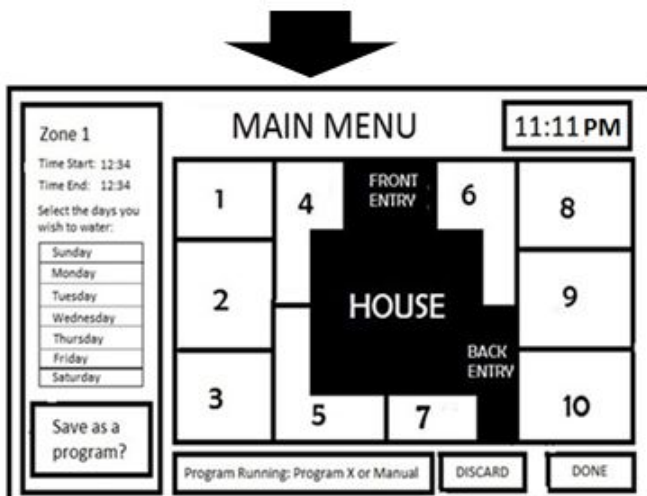 Zone 1
Time Start: 12:34
Time End: 12:34
Select the days you
wish to water:
Sunday
Monday
Tuesday
Wednesday
Thursday
Friday
Saturday
Save as a
program?
MAIN MENU
11:11 PM
1
2
3
4
5
FRONT
ENTRY
HOUSE
BACK
ENTRY
6
7
8
9
10
Program Running: Program X or Manual
DISCARD
DONE